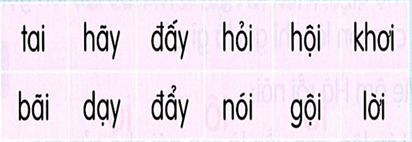 tai hãy đấy hỏi hội khơi
bãi dạy đẩy nói gội lời